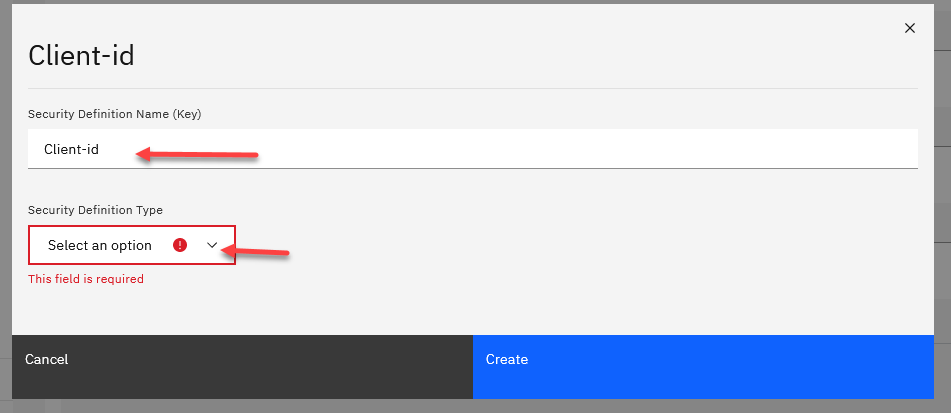 Client-id
Security Definition Name (Key)
Client-id
Security Definition Type
Select an option
This field is required
Cancel
Create